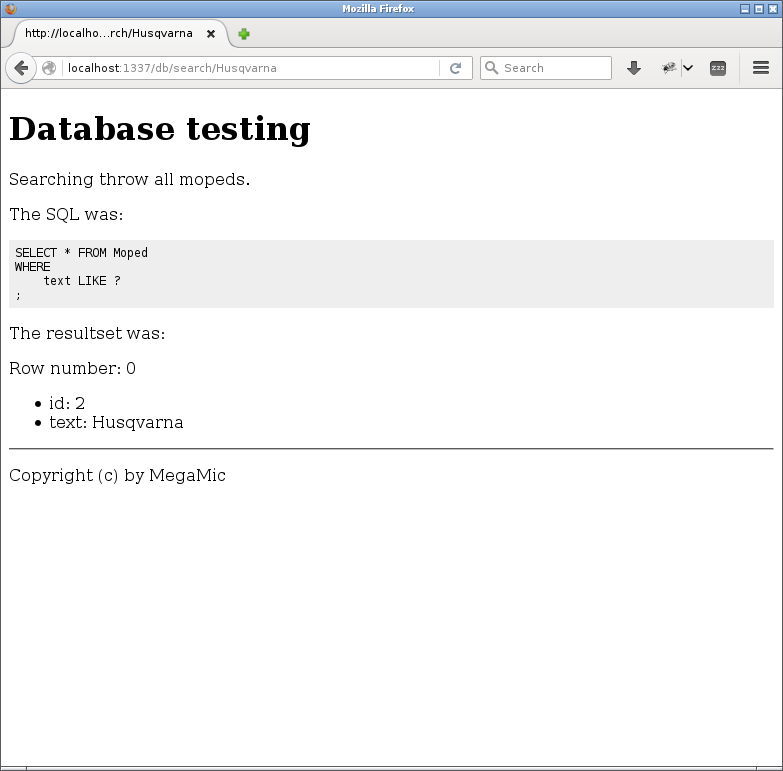 Mozilla Firefox
http://localho...rch/Husqvarna
localhost:1337/db/search/Husqvarna
Search
zzz
Database testing
Searching throw all mopeds.
The SQL was:
SELECT * FROM Moped
WHERE
    text LIKE ?
;
The resultset was:
Row number: 0
• id: 2
• text: Husqvarna
Copyright (c) by MegaMic